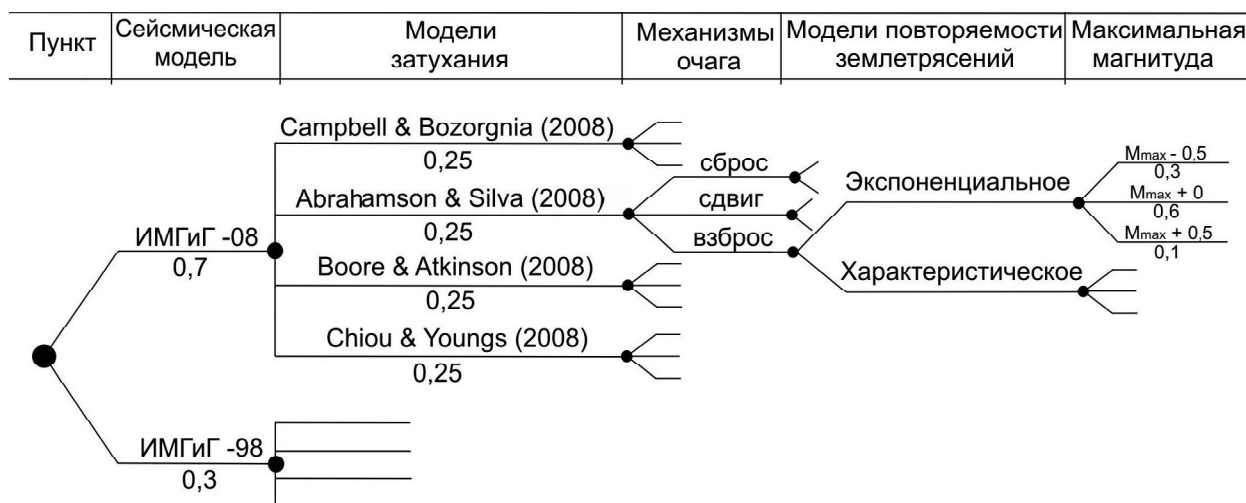 Пункт
Сейсмическая
модель
Модели
затухания
Механизмы
очага
Модели повторяемости
землетрясений
Максимальная
магнитуда
Campbell & Bozorgnia (2008)
0,25
Abrahamson & Silva (2008)
0,25
Boore & Atkinson (2008)
0,25
Chiou & Youngs (2008)
0,25
ИМГиГ -08
0,7
ИМГиГ -98
0,3
сброс
сдвиг
взброс
Экспоненциальное
Характеристическое
Mmax - 0.5
0,3
Mmax + 0
0,6
Mmax + 0,5
0,1